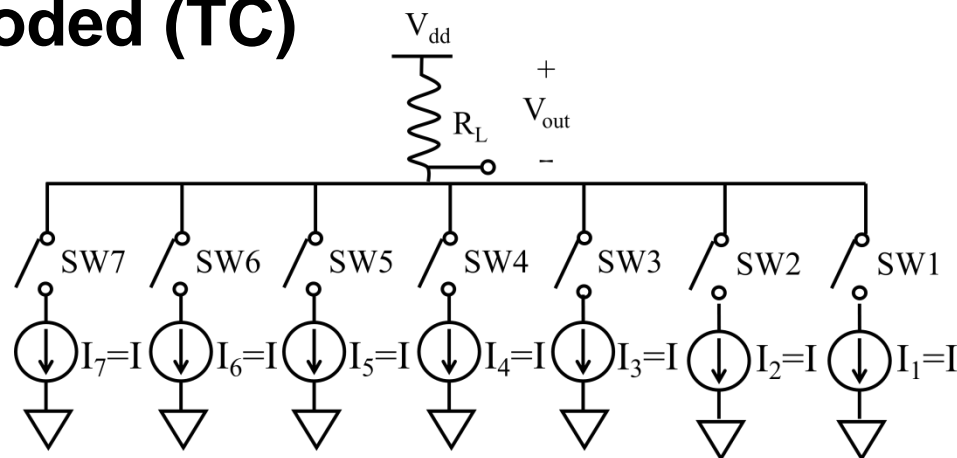 oded (TC)
Vdd
+
Vout
RL
-
SW7 SW6 SW5 SW4 SW3 SW2 SW1
I7=I I6=I I5=I I4=I I3=I I2=I I1=I